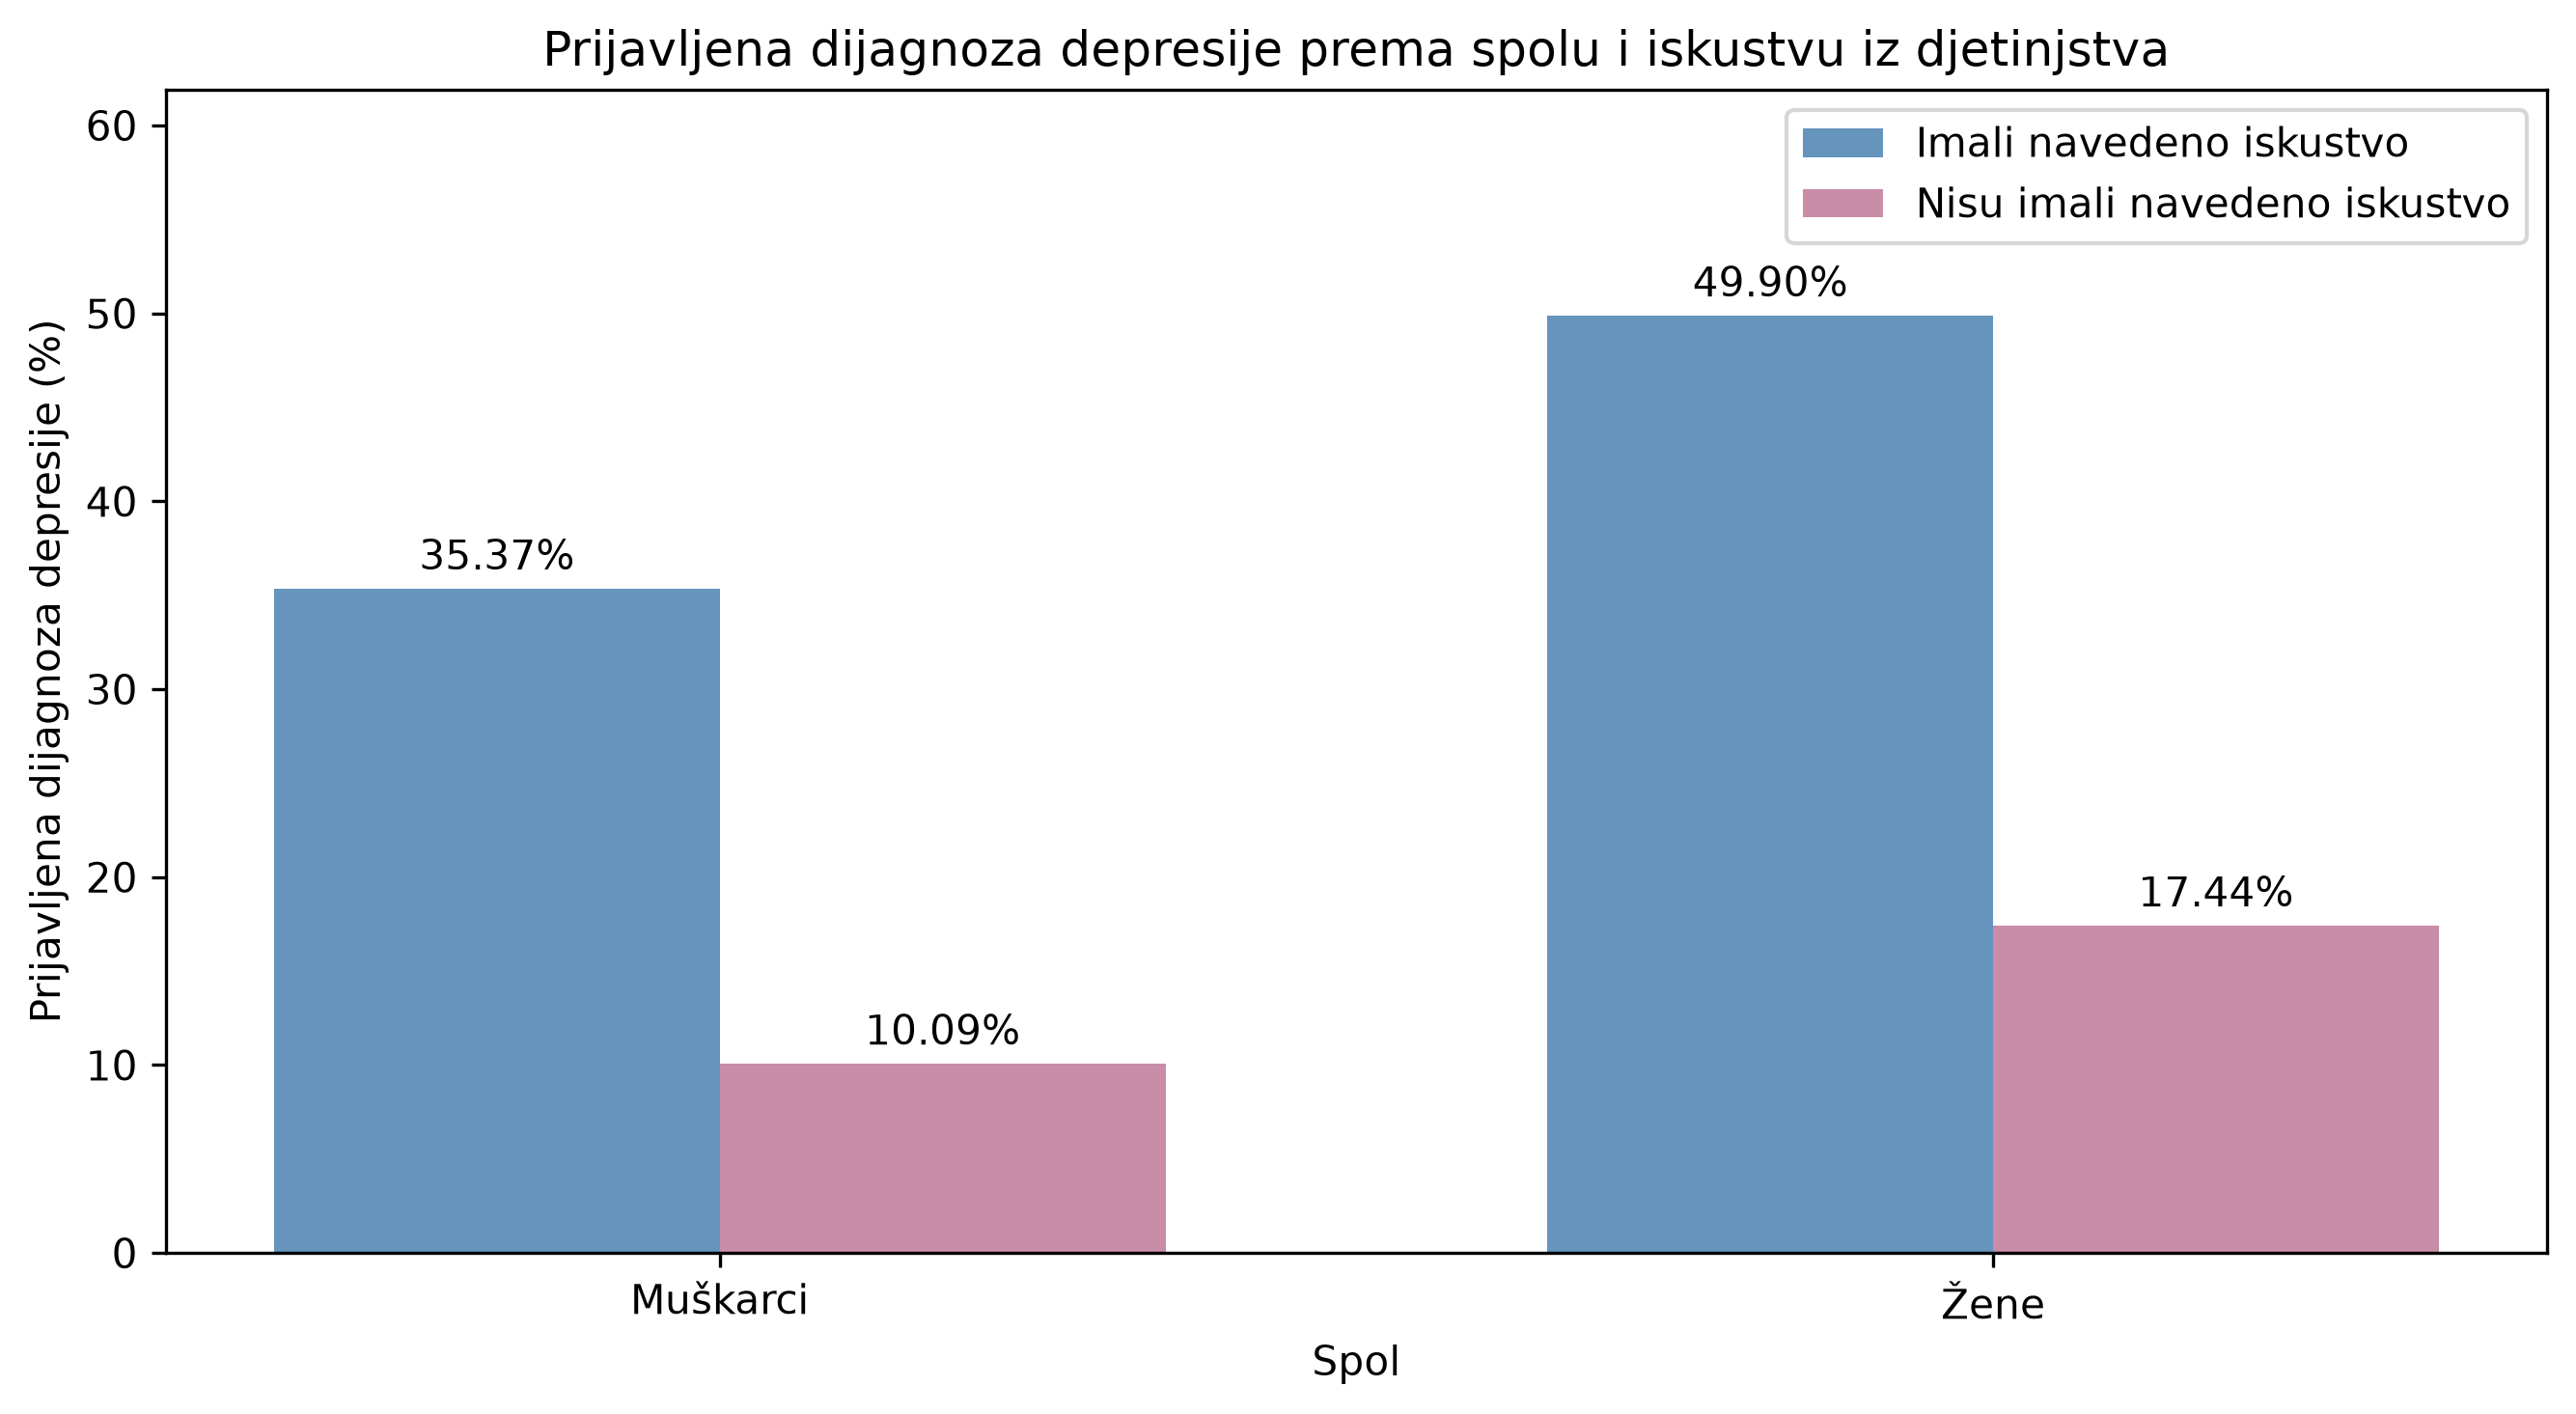 Prijavljena dijagnoza depresije prema spolu i iskustvu iz djetinjstva
Imali navedeno iskustvo
Nisu imali navedeno iskustvo
Prijavljena dijagnoza depresije (%)
60
50
40
30
20
10
0
35.37%
10.09%
49.90%
17.44%
Muškarci
Žene
Spol